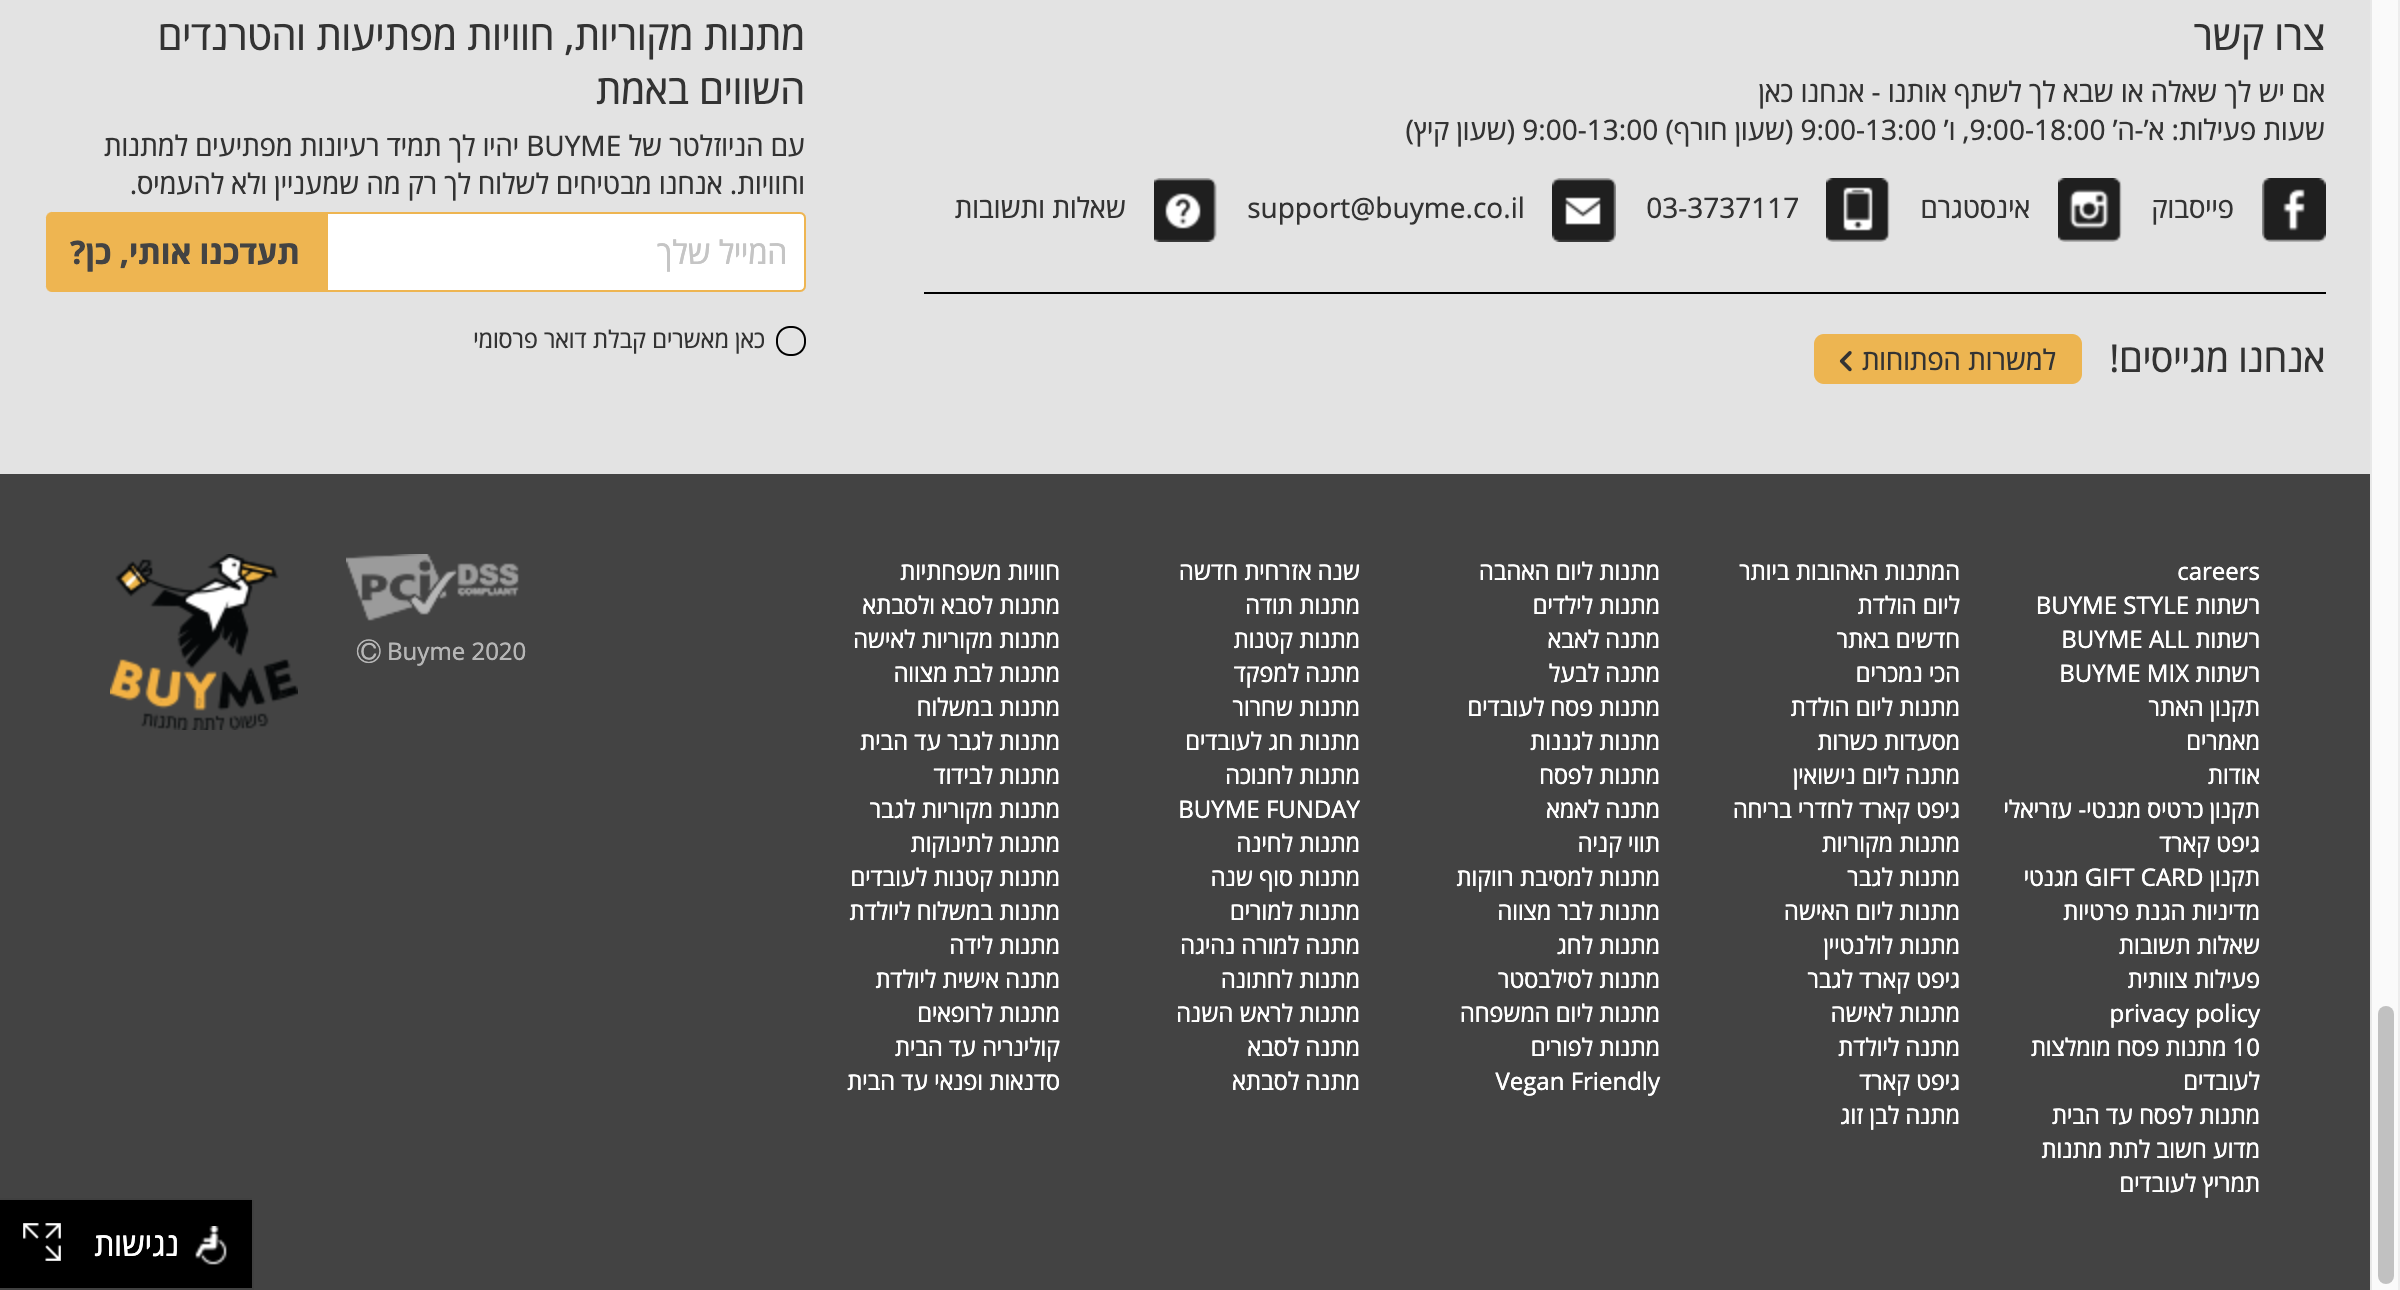 צרו קשר
אם יש לך שאלה או שבא לך לשתף אותנו - אנחנו כאן
שעות פעילות: א'-ה' 9:00-18:00, ו' 9:00-13:00 (שעון חורף) 9:00-13:00 (שעון קיץ)
פייסבוק
אינסטגרם
03-3737117
support@buyme.co.il
שאלות ותשובות
אנחנו מגייסים!
למשרות הפתוחות
מתנות מקוריות, חוויות מפתיעות והטרנדים
השווים באמת
עם הניוזלטר של BUYME יהיו לך תמיד רעיונות מפתיעים למתנות
וחוויות. אנחנו מבטיחים לשלוח לך רק מה שמעניין ולא להעמיס.
המייל שלך
תעדכנו אותי, כן?
כאן מאשרים קבלת דואר פרסומי
careers
רשתות BUYME STYLE
רשתות BUYME ALL
רשתות BUYME MIX
תקנון האתר
מאמרים
אודות
תקנון כרטיס מגנטי- עזריאלי
גיפט קארד
תקנון GIFT CARD מגנטי
מדיניות הגנת פרטיות
שאלות תשובות
פעילות צוותית
privacy policy
10 מתנות פסח מומלצות
לעובדים
מתנות לפסח עד הבית
מדוע חשוב לתת מתנות
תמריץ לעובדים
המתנות האהובות ביותר
ליום הולדת
חדשים באתר
הכי נמכרים
מתנות ליום הולדת
מסעדות כשרות
מתנה ליום נישואין
גיפט קארד לחדרי בריחה
מתנות מקוריות
מתנות לגבר
מתנות ליום האישה
מתנות לולנטיין
גיפט קארד לגבר
מתנות לאישה
מתנה ליולדת
גיפט קארד
מתנה לבן זוג
מתנות ליום האהבה
מתנות לילדים
מתנה לאבא
מתנה לבעל
מתנות פסח לעובדים
מתנות לגננות
מתנות לפסח
מתנה לאמא
תווי קניה
מתנות למסיבת רווקות
מתנות לבר מצווה
מתנות לחג
מתנות לסילבסטר
מתנות ליום המשפחה
מתנות לפורים
Vegan Friendly
שנה אזרחית חדשה
מתנות תודה
מתנות קטנות
מתנה למפקד
מתנות שחרור
מתנות חג לעובדים
מתנות לחנוכה
BUYME FUNDAY
מתנות לחינה
מתנות סוף שנה
מתנות למורים
מתנה למורה נהיגה
מתנות לחתונה
מתנות לראש השנה
מתנה לסבא
מתנה לסבתא
חוויות משפחתיות
מתנות לסבא ולסבתא
מתנות מקוריות לאישה
מתנות לבת מצווה
מתנות במשלוח
מתנות לגבר עד הבית
מתנות לבידוד
מתנות מקוריות לגבר
מתנות לתינוקות
מתנות קטנות לעובדים
מתנות במשלוח ליולדת
מתנות לידה
מתנה אישית ליולדת
מתנות לרופאים
קולינריה עד הבית
סדנאות ופנאי עד הבית
PCI DSS
COMPLIANT
© Buyme 2020
BUYME
פשוט לתת מתנות
נגישות